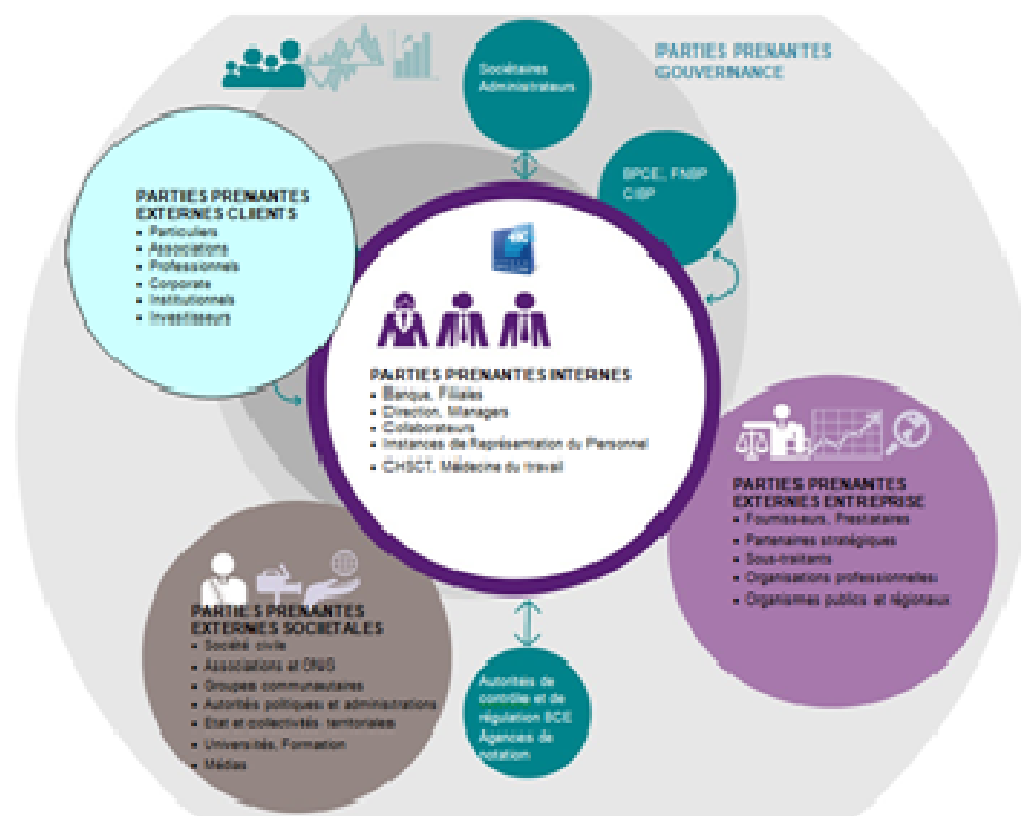 PARTIES PRENANTES
GOUVERNANCE
Sociétaires
Administrateurs
BPCE, FNBP
CIBP
PARTIES PRENANTES
EXTERNES CLIENTS
• Particuliers
• Associations
• Professionnels
• Corporate
• Institutionnels
• Investisseurs
PARTIES PRENANTES INTERNES
• Banque, Filiales
• Direction, Managers
• Collaborateurs
• Instances de Représentation du Personnel
• CHSCT, Médecine du travail
PARTIES PRENANTES
EXTERNES ENTREPRISE
• Fournisseurs, Prestataires
• Partenaires stratégiques
• Sous-traitants
• Organisations professionnelles
• Organismes publics et régionaux
PARTIES PRENANTES
EXTERNES SOCIETALES
• Société civile
• Associations et ONG
• Groupes communautaires
• Autorités politiques et administrations
• Etat et collectivités territoriales
• Universités, Formation
• Médias
Autorités de
contrôle et de
régulation BCE
Agences de
notation